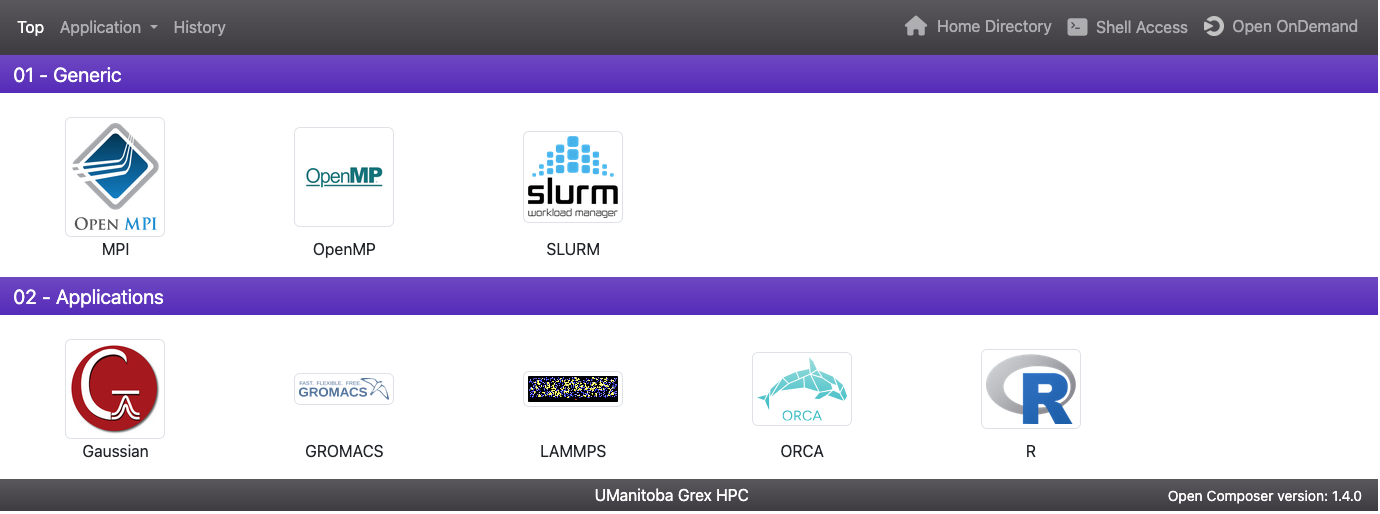 Top Application History Home Directory Shell Access Open OnDemand
01 - Generic
OPEN MPI
OpenMP
slurm
workload manager
MPI OpenMP SLURM
02 - Applications
FAST. FLEXIBLE. FREE.
GROMACS
ORCA
R
Gaussian GROMACS LAMMPS ORCA R
UManitoba Grex HPC Open Composer version: 1.4.0